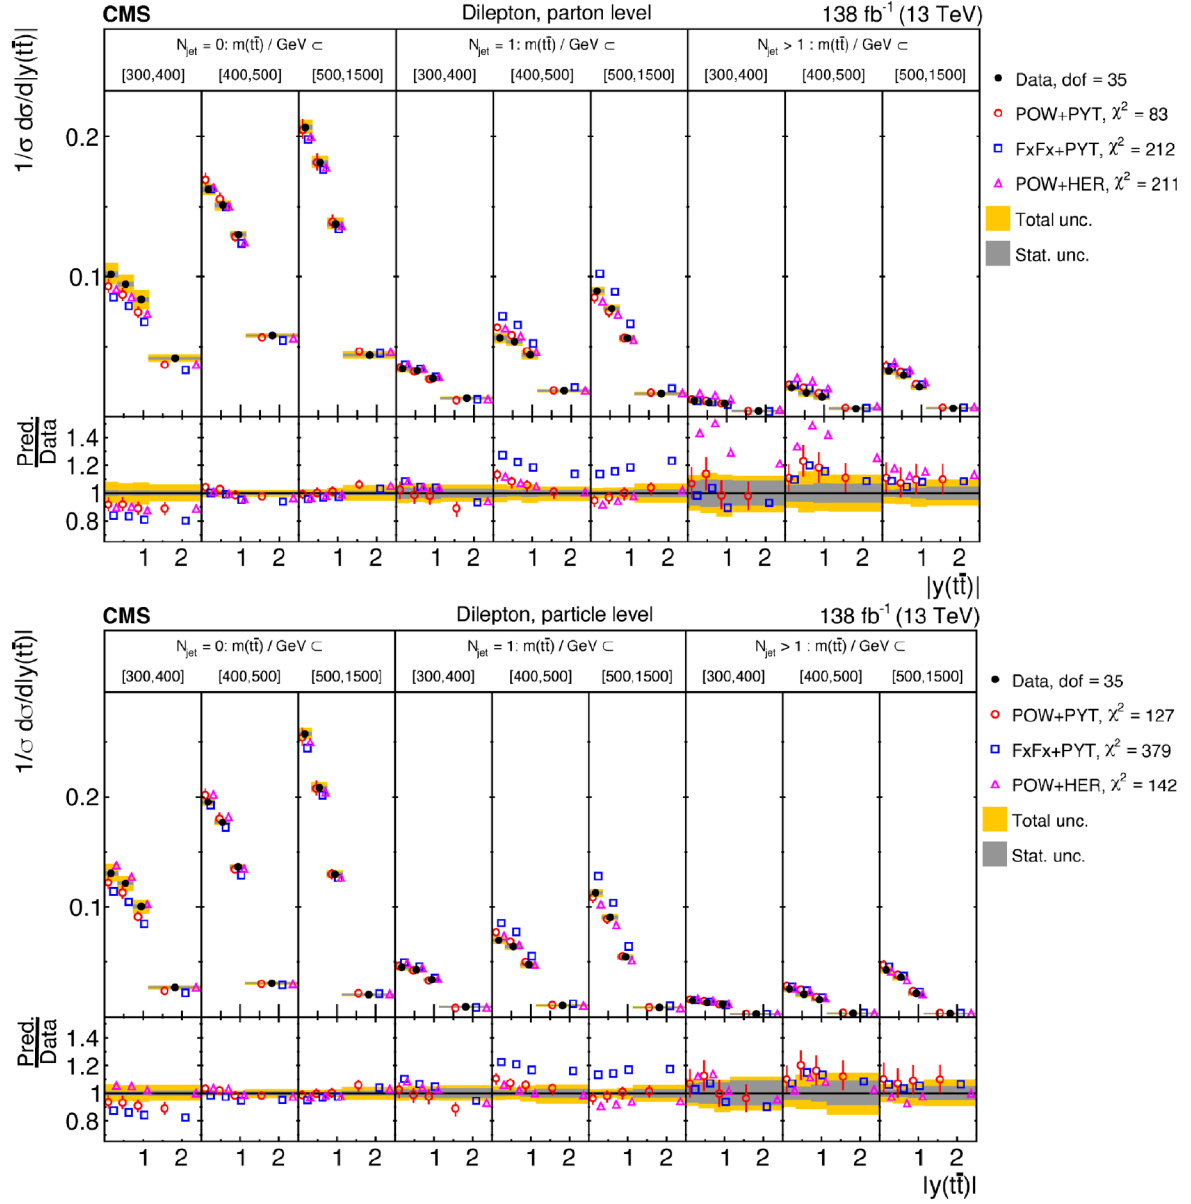 CMS Dilepton, parton level 138 fb⁻¹ (13 TeV)
N_jet = 0: m(tt̄) / GeV ⊂ N_jet = 1: m(tt̄) / GeV ⊂ N_jet > 1 : m(tt̄) / GeV ⊂
[300,400] [400,500] [500,1500] [300,400] [400,500] [500,1500] [300,400] [400,500] [500,1500]
1/σ dσ/d|y(tt̄)|
0.2
0.1
Data, dof = 35
POW+PYT, χ² = 83
FxFx+PYT, χ² = 212
POW+HER, χ² = 211
Total unc.
Stat. unc.
Pred.
Data
1.4
1.2
1
0.8
1 2 1 2 1 2 1 2 1 2 1 2 1 2 1 2 1 2
|y(tt̄)|
CMS Dilepton, particle level 138 fb⁻¹ (13 TeV)
N_jet = 0: m(tt̄) / GeV ⊂ N_jet = 1: m(tt̄) / GeV ⊂ N_jet > 1 : m(tt̄) / GeV ⊂
[300,400] [400,500] [500,1500] [300,400] [400,500] [500,1500] [300,400] [400,500] [500,1500]
1/σ dσ/d|y(tt̄)|
0.2
0.1
Data, dof = 35
POW+PYT, χ² = 127
FxFx+PYT, χ² = 379
POW+HER, χ² = 142
Total unc.
Stat. unc.
Pred.
Data
1.4
1.2
1
0.8
1 2 1 2 1 2 1 2 1 2 1 2 1 2 1 2 1 2
|y(tt̄)|